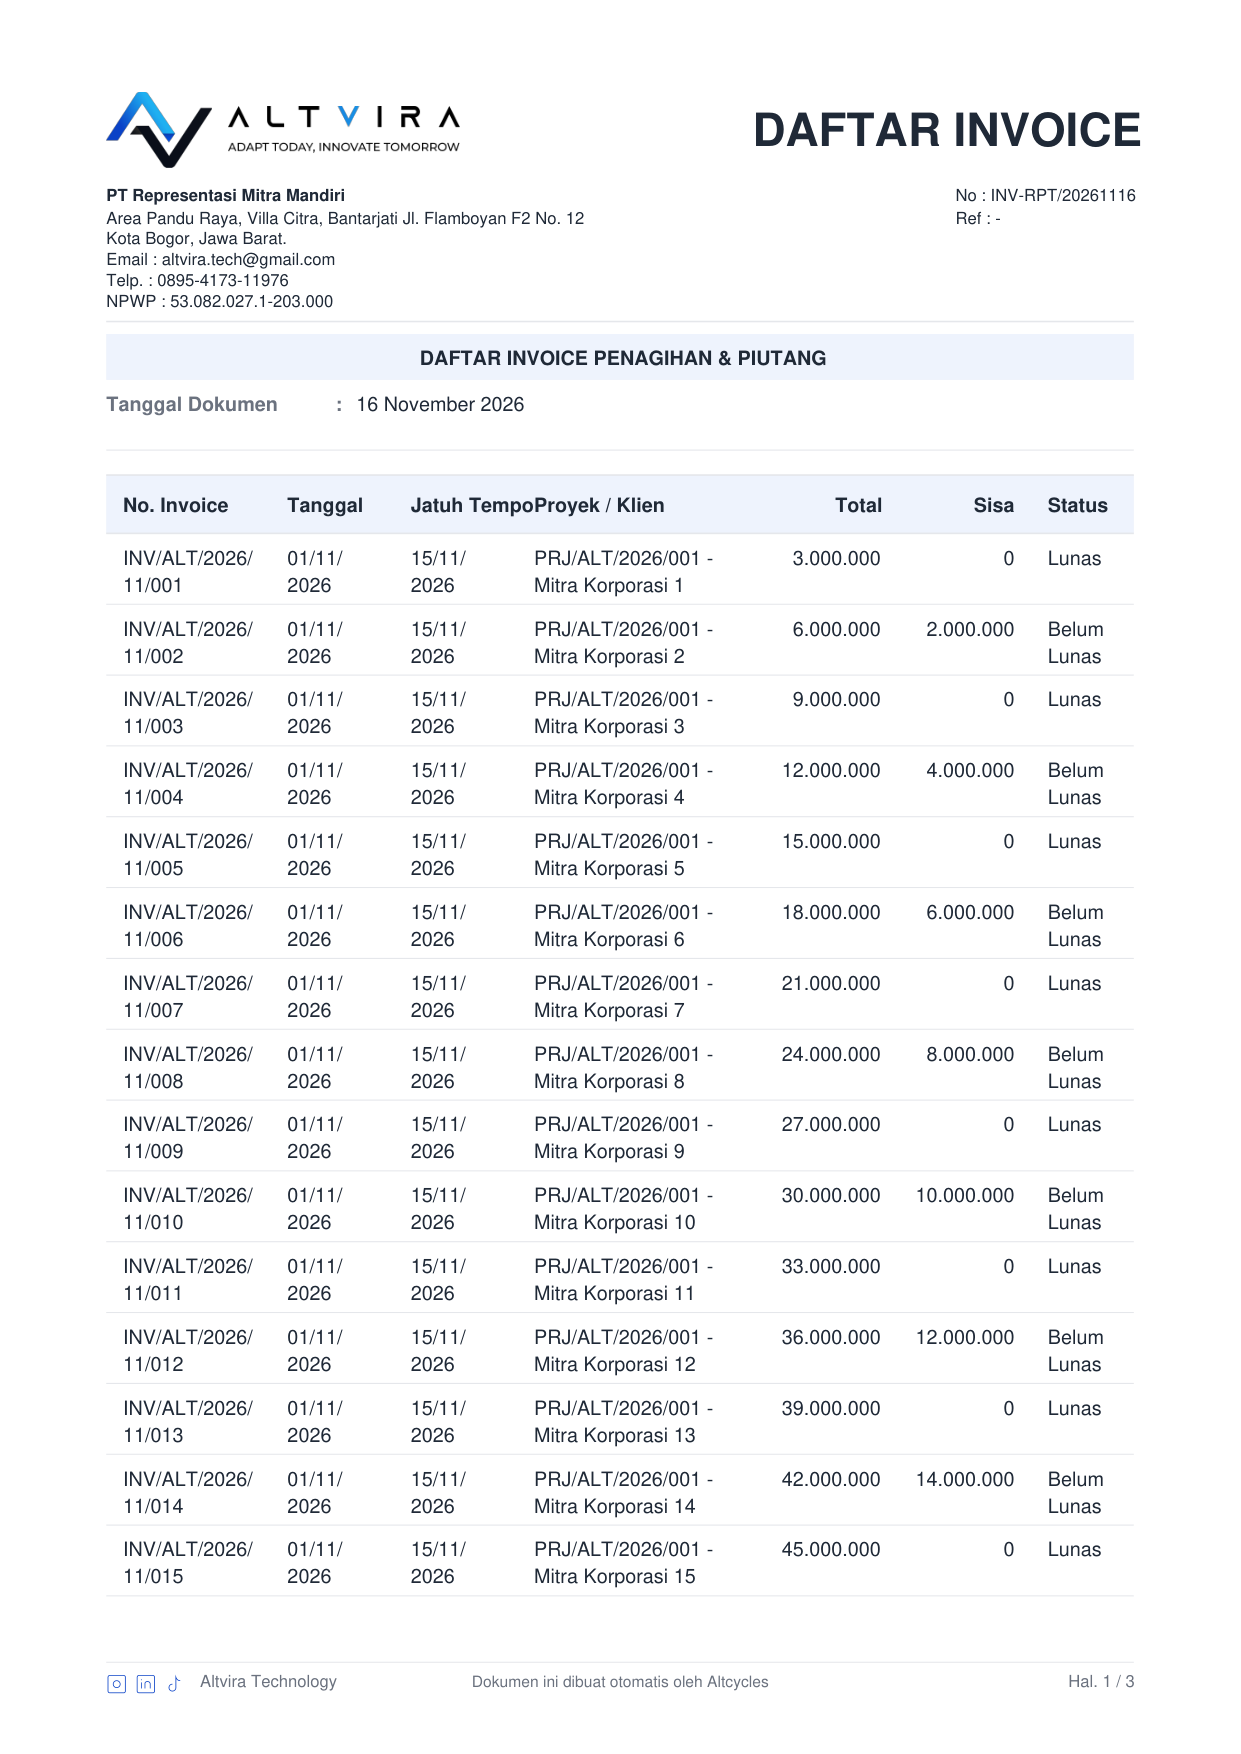 ALTVIRA
ADAPT TODAY, INNOVATE TOMORROW
DAFTAR INVOICE
PT Representasi Mitra Mandiri
Area Pandu Raya, Villa Citra, Bantarjati Jl. Flamboyan F2 No. 12
Kota Bogor, Jawa Barat.
Email : altvira.tech@gmail.com
Telp. : 0895-4173-11976
NPWP : 53.082.027.1-203.000
No : INV-RPT/20261116
Ref : -
DAFTAR INVOICE PENAGIHAN & PIUTANG
Tanggal Dokumen : 16 November 2026
No. Invoice Tanggal Jatuh TempoProyek / Klien Total Sisa Status
INV/ALT/2026/ 01/11/ 15/11/ PRJ/ALT/2026/001 - 3.000.000 0 Lunas
11/001 2026 2026 Mitra Korporasi 1
INV/ALT/2026/ 01/11/ 15/11/ PRJ/ALT/2026/001 - 6.000.000 2.000.000 Belum
11/002 2026 2026 Mitra Korporasi 2 Lunas
INV/ALT/2026/ 01/11/ 15/11/ PRJ/ALT/2026/001 - 9.000.000 0 Lunas
11/003 2026 2026 Mitra Korporasi 3
INV/ALT/2026/ 01/11/ 15/11/ PRJ/ALT/2026/001 - 12.000.000 4.000.000 Belum
11/004 2026 2026 Mitra Korporasi 4 Lunas
INV/ALT/2026/ 01/11/ 15/11/ PRJ/ALT/2026/001 - 15.000.000 0 Lunas
11/005 2026 2026 Mitra Korporasi 5
INV/ALT/2026/ 01/11/ 15/11/ PRJ/ALT/2026/001 - 18.000.000 6.000.000 Belum
11/006 2026 2026 Mitra Korporasi 6 Lunas
INV/ALT/2026/ 01/11/ 15/11/ PRJ/ALT/2026/001 - 21.000.000 0 Lunas
11/007 2026 2026 Mitra Korporasi 7
INV/ALT/2026/ 01/11/ 15/11/ PRJ/ALT/2026/001 - 24.000.000 8.000.000 Belum
11/008 2026 2026 Mitra Korporasi 8 Lunas
INV/ALT/2026/ 01/11/ 15/11/ PRJ/ALT/2026/001 - 27.000.000 0 Lunas
11/009 2026 2026 Mitra Korporasi 9
INV/ALT/2026/ 01/11/ 15/11/ PRJ/ALT/2026/001 - 30.000.000 10.000.000 Belum
11/010 2026 2026 Mitra Korporasi 10 Lunas
INV/ALT/2026/ 01/11/ 15/11/ PRJ/ALT/2026/001 - 33.000.000 0 Lunas
11/011 2026 2026 Mitra Korporasi 11
INV/ALT/2026/ 01/11/ 15/11/ PRJ/ALT/2026/001 - 36.000.000 12.000.000 Belum
11/012 2026 2026 Mitra Korporasi 12 Lunas
INV/ALT/2026/ 01/11/ 15/11/ PRJ/ALT/2026/001 - 39.000.000 0 Lunas
11/013 2026 2026 Mitra Korporasi 13
INV/ALT/2026/ 01/11/ 15/11/ PRJ/ALT/2026/001 - 42.000.000 14.000.000 Belum
11/014 2026 2026 Mitra Korporasi 14 Lunas
INV/ALT/2026/ 01/11/ 15/11/ PRJ/ALT/2026/001 - 45.000.000 0 Lunas
11/015 2026 2026 Mitra Korporasi 15
Altvira Technology Dokumen ini dibuat otomatis oleh Altcycles Hal. 1 / 3